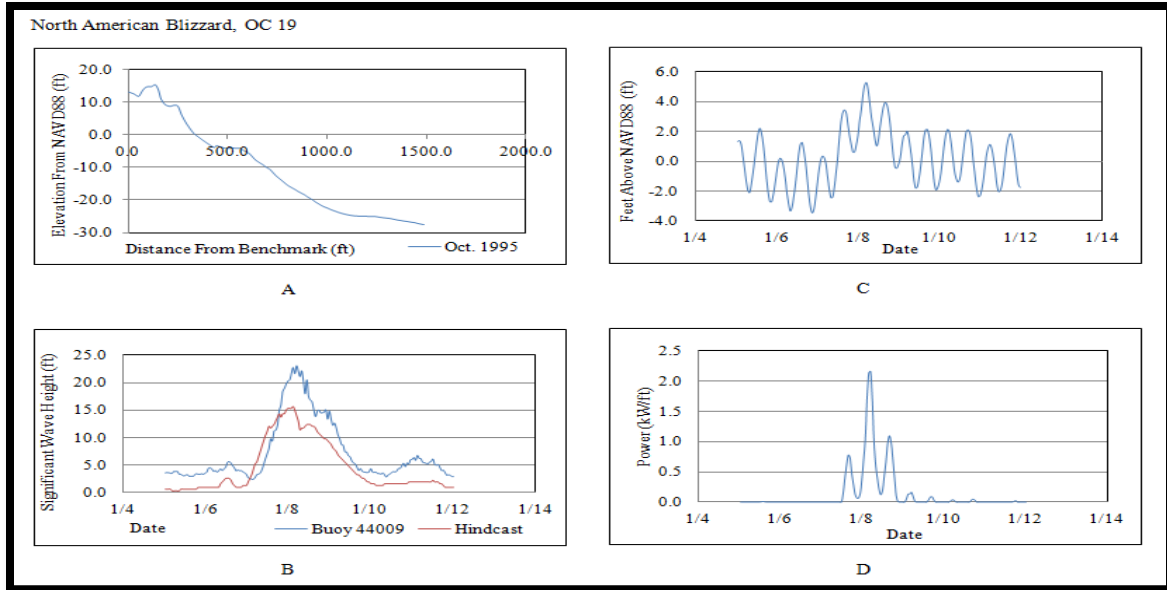 North American Blizzard, OC 19
Elevation From NAVD88 (ft)
20.0
10.0
0.0
-10.0
-20.0
-30.0
0.0 5000.0 1000.0 1500.0 2000.0
Distance From Benchmark (ft)
Oct. 1995
A
Feet Above NAVD88 (ft)
6.0
4.0
2.0
0.0
-2.0
-4.0
1/4 1/6 1/8 1/10 1/12 1/14
Date
C
Significant Wave Height (ft)
25.0
20.0
15.0
10.0
5.0
0.0
1/4 1/6 1/8 1/10 1/12 1/14
Date
Buoy 44009 Hindcast
B
Power (kW/ft)
2.5
2.0
1.5
1.0
0.5
0.0
1/4 1/6 1/8 1/10 1/12 1/14
Date
D